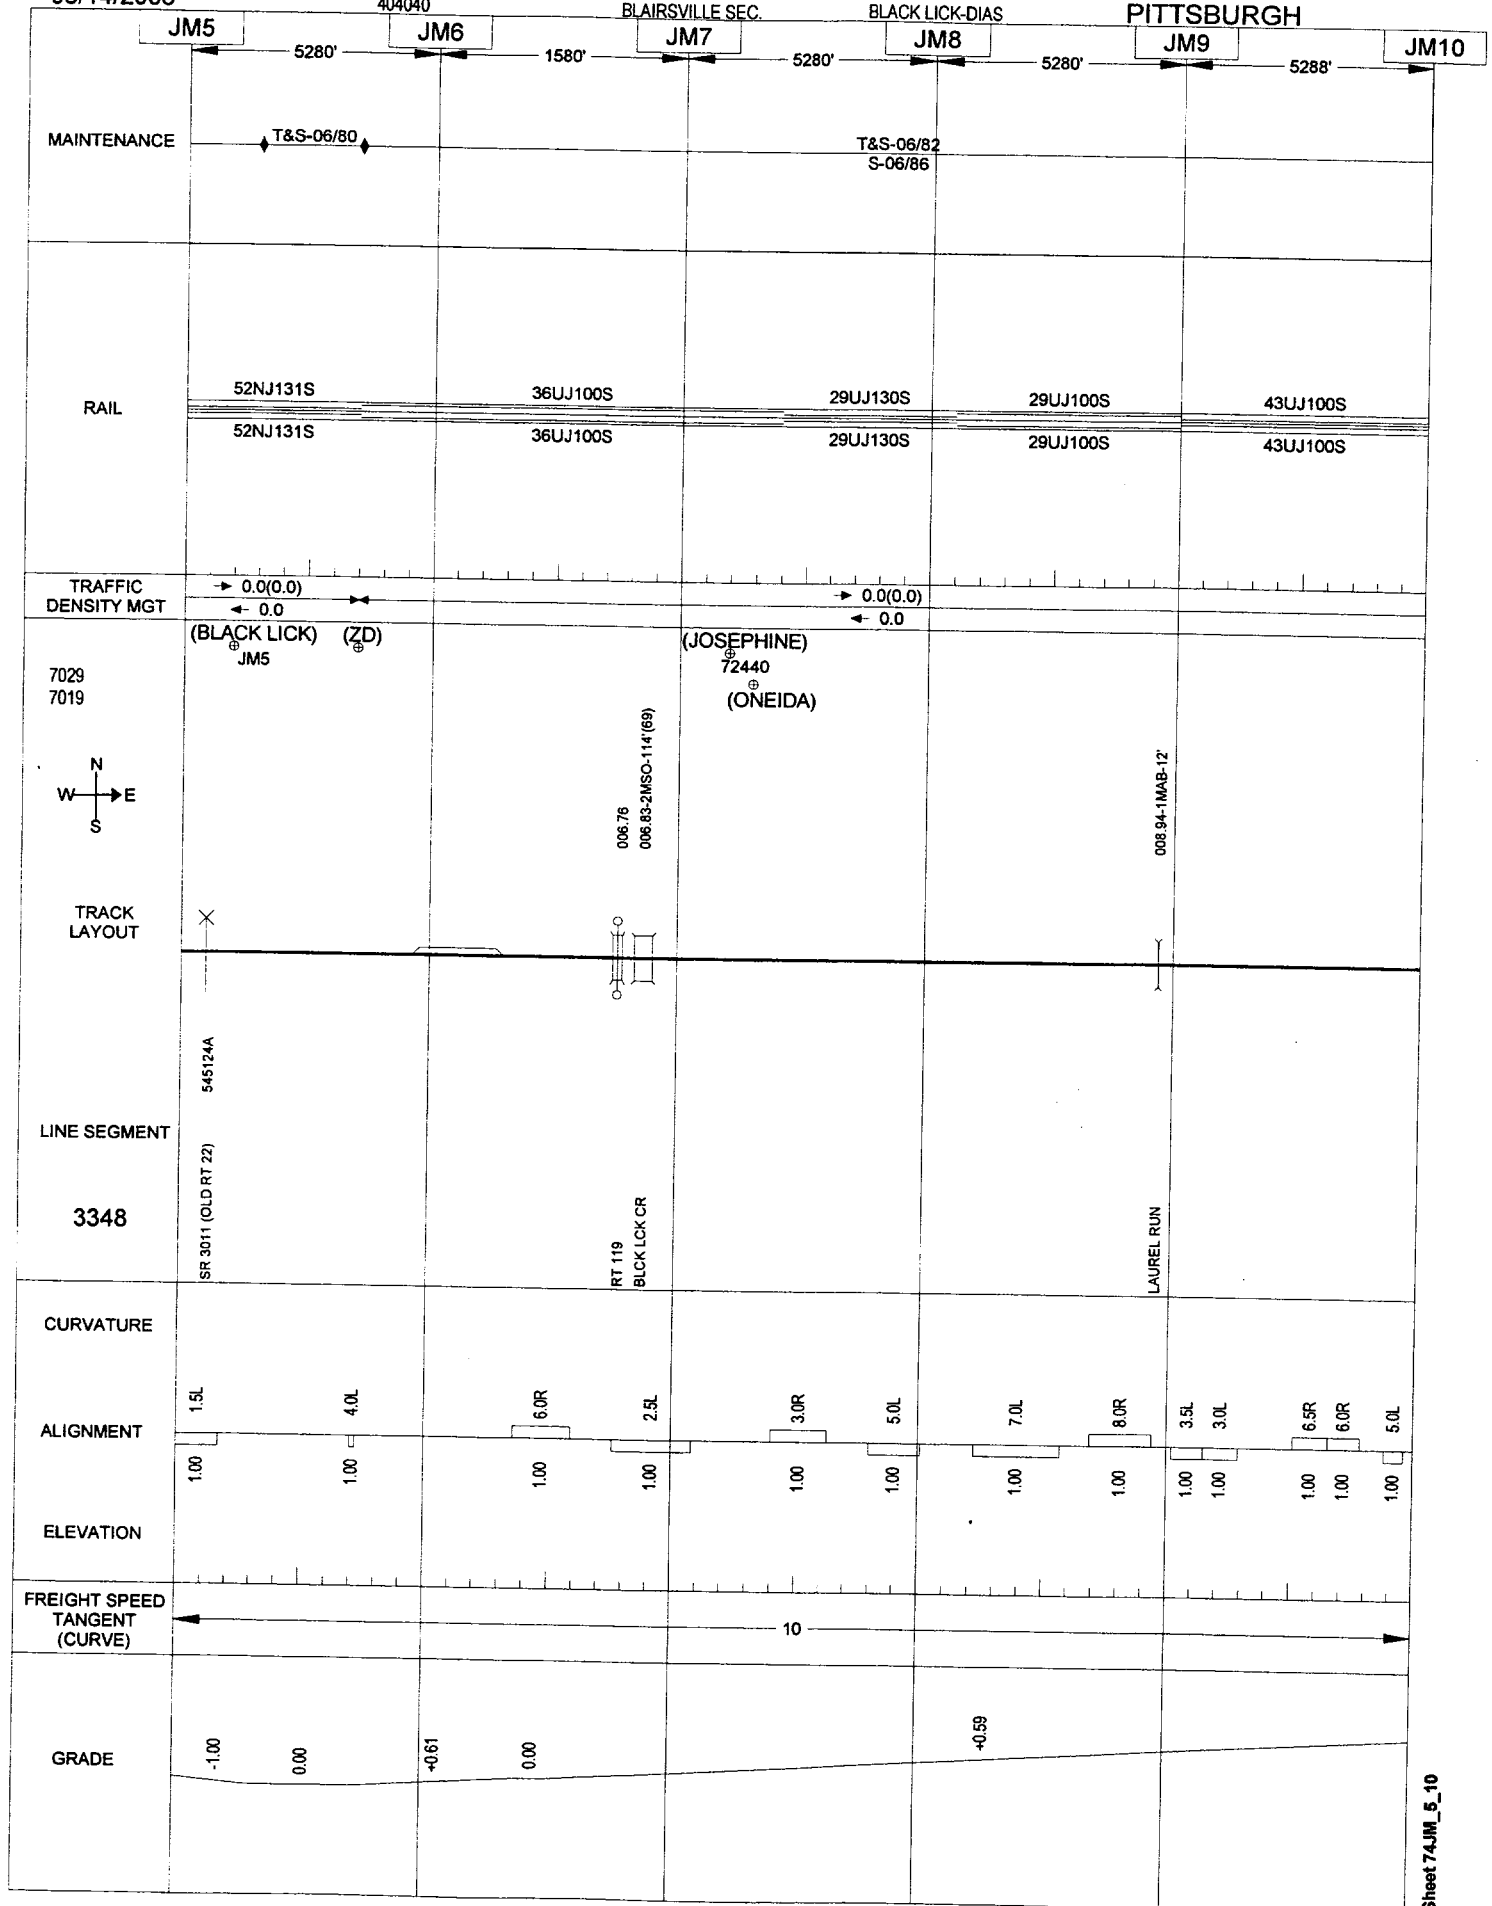 404040 BLAIRSVILLE SEC. BLACK LICK-DIAS PITTSBURGH
JM5 JM6 JM7 JM8 JM9 JM10
5280' 1580' 5280' 5280' 5288'
MAINTENANCE
T&S-06/80
T&S-06/82
S-06/86
RAIL
52NJ131S 36UJ100S 29UJ130S 29UJ100S 43UJ100S
52NJ131S 36UJ100S 29UJ130S 29UJ100S 43UJ100S
TRAFFIC
DENSITY MGT
0.0(0.0) 0.0(0.0)
0.0 0.0
(BLACK LICK) (ZD) (JOSEPHINE)
JM5 72440
(ONEIDA)
7029
7019
N
W E
S
006.76
006.83-2MSO-114'(69)
008.94-1MAB-12'
TRACK
LAYOUT
545124A
LINE SEGMENT
3348
SR 3011 (OLD RT 22)
RT 119
BLCK LCK CR
LAUREL RUN
CURVATURE
1.5L 4.0L 6.0R 2.5L 3.0R 5.0L 7.0L 8.0R 3.5L 3.0L 6.5R 6.0R 5.0L
ALIGNMENT
1.00 1.00 1.00 1.00 1.00 1.00 1.00 1.00 1.00 1.00 1.00 1.00 1.00
ELEVATION
FREIGHT SPEED
TANGENT
(CURVE)
10
GRADE
-1.00 0.00 +0.61 0.00 +0.59
Sheet 74JM_5_10